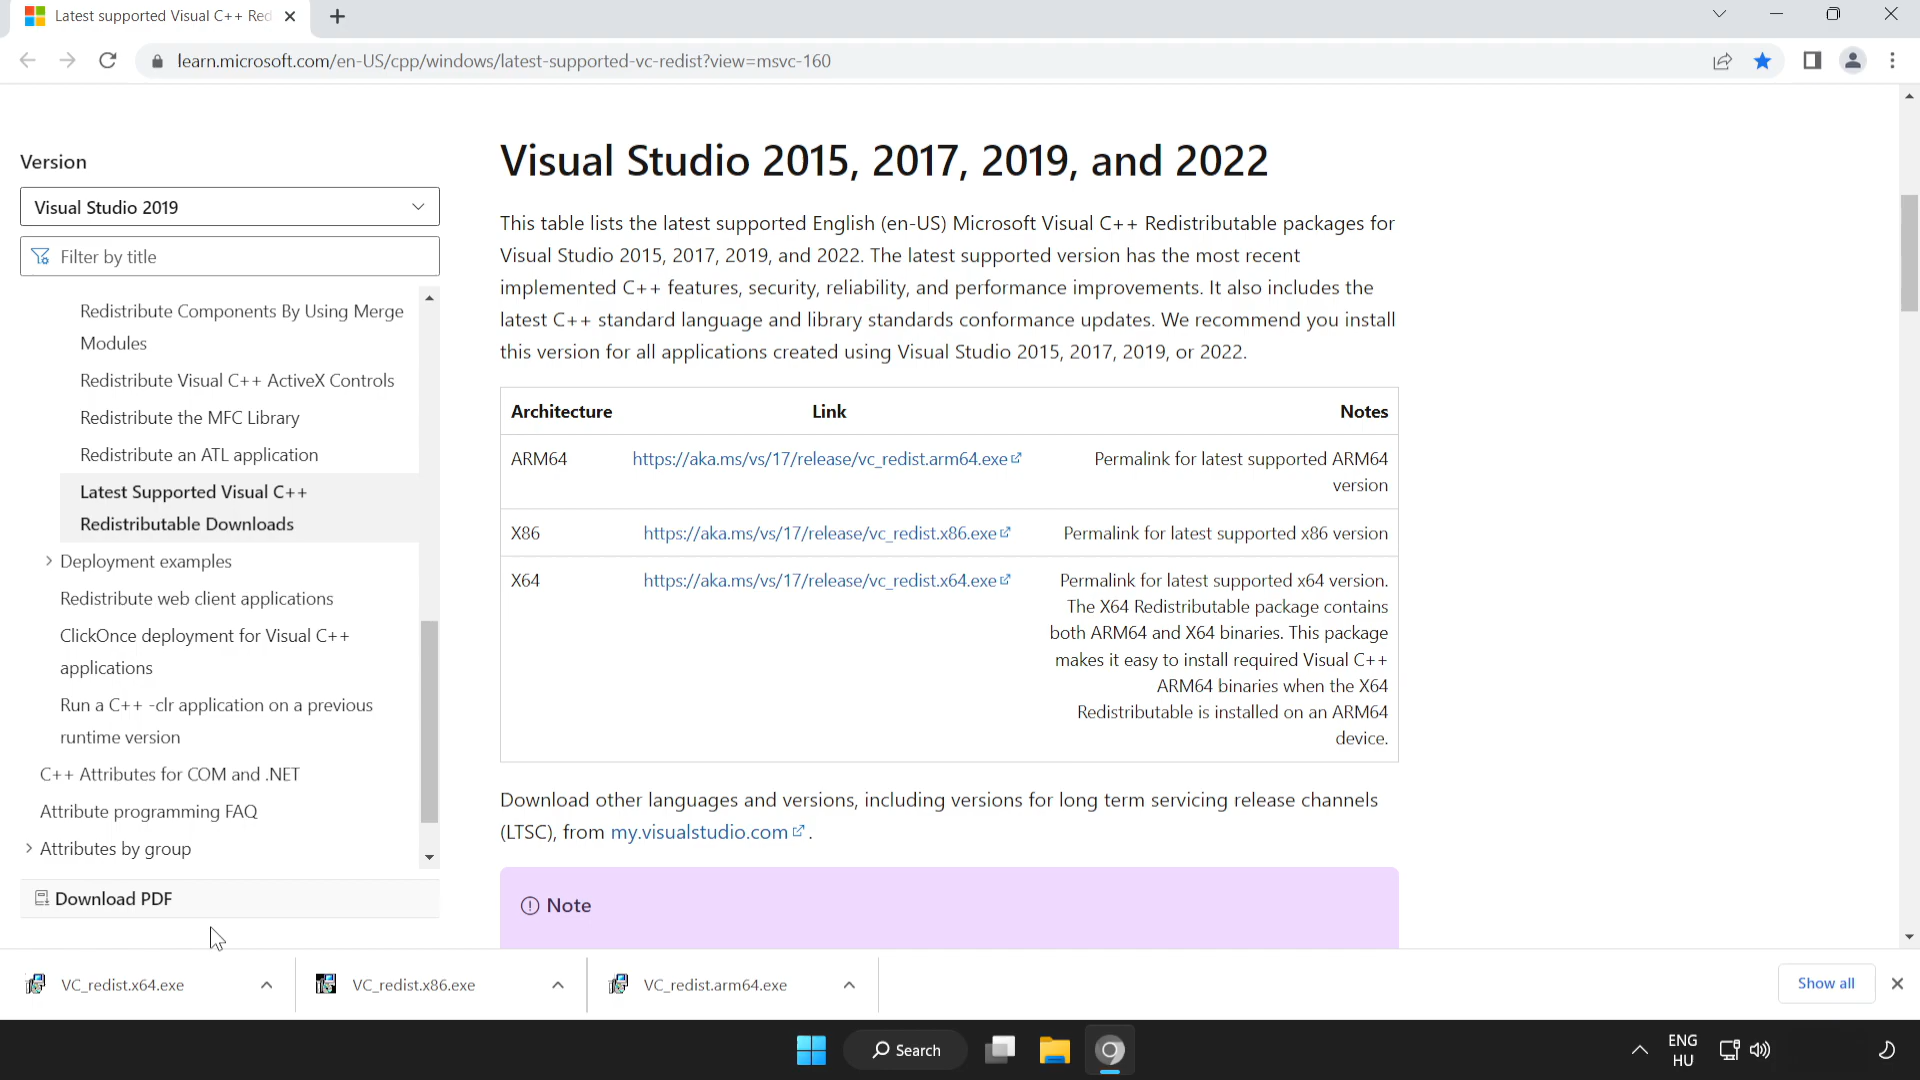 Latest supported Visual C++ Red
learn.microsoft.com/en-US/cpp/windows/latest-supported-vc-redist?view=msvc-160
Version
Visual Studio 2019
Filter by title
Redistribute Components By Using Merge
Modules
Redistribute Visual C++ ActiveX Controls
Redistribute the MFC Library
Redistribute an ATL application
Latest Supported Visual C++
Redistributable Downloads
Deployment examples
Redistribute web client applications
ClickOnce deployment for Visual C++
applications
Run a C++ -clr application on a previous
runtime version
C++ Attributes for COM and .NET
Attribute programming FAQ
Attributes by group
Download PDF
Visual Studio 2015, 2017, 2019, and 2022
This table lists the latest supported English (en-US) Microsoft Visual C++ Redistributable packages for
Visual Studio 2015, 2017, 2019, and 2022. The latest supported version has the most recent
implemented C++ features, security, reliability, and performance improvements. It also includes the
latest C++ standard language and library standards conformance updates. We recommend you install
this version for all applications created using Visual Studio 2015, 2017, 2019, or 2022.
Architecture Link Notes
ARM64 https://aka.ms/vs/17/release/vc_redist.arm64.exe Permalink for latest supported ARM64
version
X86 https://aka.ms/vs/17/release/vc_redist.x86.exe Permalink for latest supported x86 version
X64 https://aka.ms/vs/17/release/vc_redist.x64.exe Permalink for latest supported x64 version.
The X64 Redistributable package contains
both ARM64 and X64 binaries. This package
makes it easy to install required Visual C++
ARM64 binaries when the X64
Redistributable is installed on an ARM64
device.
Download other languages and versions, including versions for long term servicing release channels
(LTSC), from my.visualstudio.com .
Note
VC_redist.x64.exe VC_redist.x86.exe VC_redist.arm64.exe Show all
Search
ENG
HU